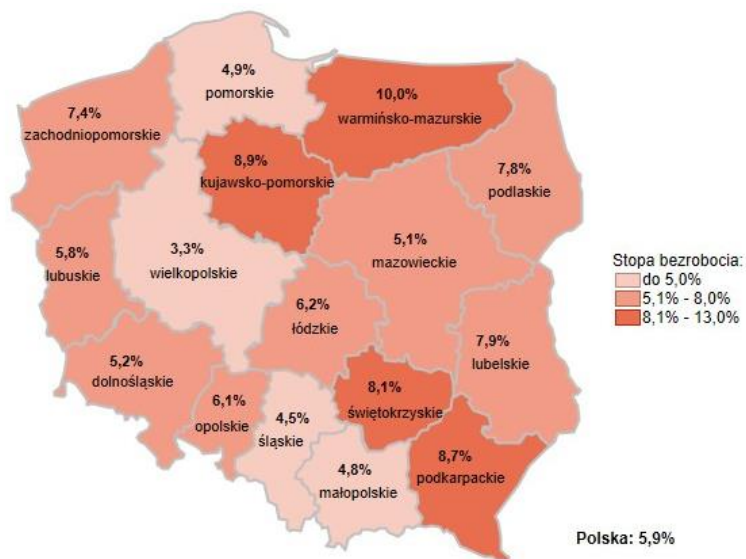 4,9%
pomorskie
10,0%
warmińsko-mazurskie
7,4%
zachodniopomorskie
8,9%
kujawsko-pomorskie
7,8%
podlaskie
5,8%
lubuskie
3,3%
wielkopolskie
5,1%
mazowieckie
6,2%
łódzkie
7,9%
lubelskie
5,2%
dolnośląskie
6,1%
opolskie
4,5%
śląskie
8,1%
świętokrzyskie
4,8%
małopolskie
8,7%
podkarpackie
Stopa bezrobocia:
do 5,0%
5,1% - 8,0%
8,1% - 13,0%
Polska: 5,9%